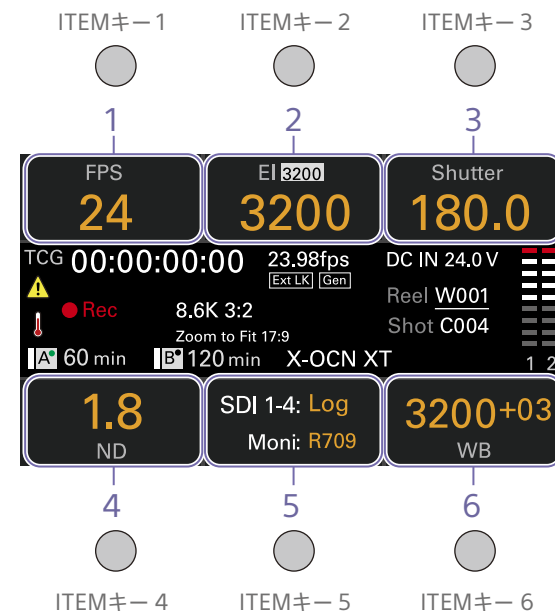 ITEMキー1 ITEMキー2 ITEMキー3
1 2 3
FPS EI 3200 Shutter
24 3200 180.0
TCG 00:00:00:00 23.98fps DC IN 24.0 V
Ext LK Gen
Reel W001
Rec 8.6K 3:2
Shot C004
Zoom to Fit 17:9
A 60 min B 120 min X-OCN XT 1 2
1.8 SDI 1-4: Log 3200+03
ND Moni: R709 WB
4 5 6
ITEMキー4 ITEMキー5 ITEMキー6